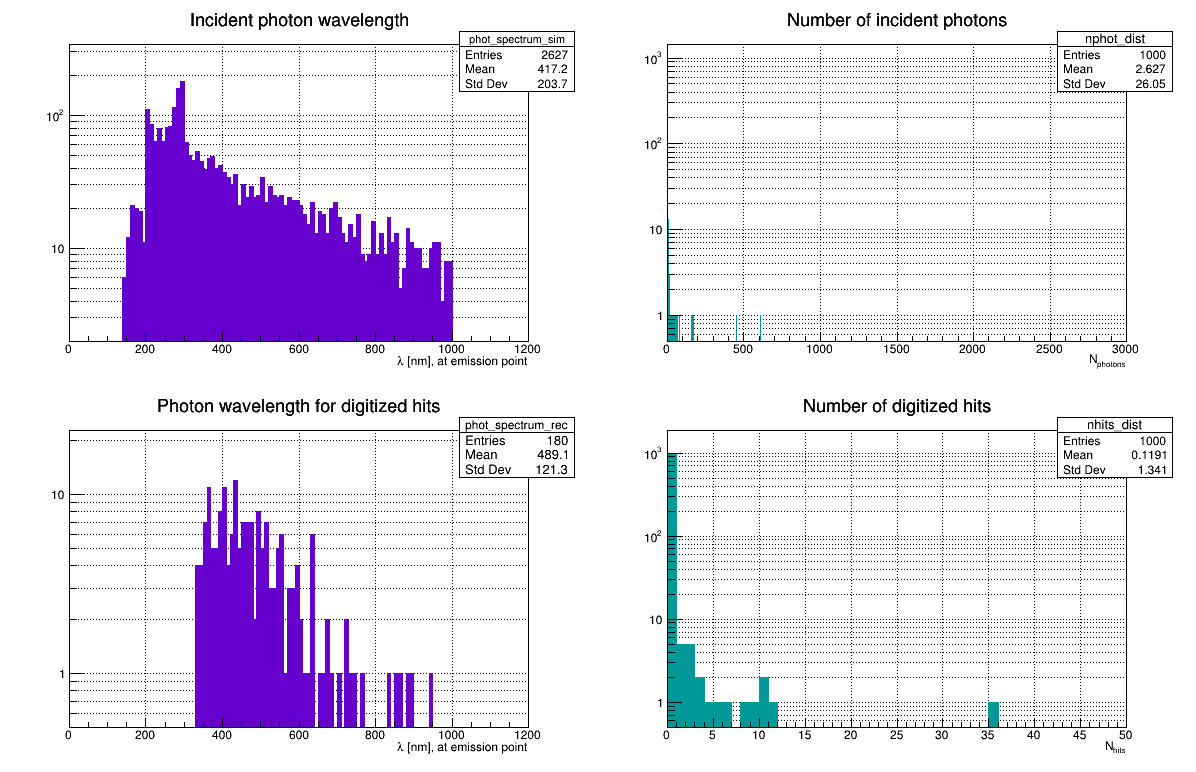 Incident photon wavelength
phot_spectrum_sim
Entries 2627
Mean 417.2
Std Dev 203.7
10²
10
0 200 400 600 800 1000 1200
λ [nm], at emission point
Number of incident photons
nphot_dist
Entries 1000
Mean 2.627
Std Dev 26.05
10³
10²
10
1
0 500 1000 1500 2000 2500 3000
N_photons
Photon wavelength for digitized hits
phot_spectrum_rec
Entries 180
Mean 489.1
Std Dev 121.3
10
1
0 200 400 600 800 1000 1200
λ [nm], at emission point
Number of digitized hits
nhits_dist
Entries 1000
Mean 0.1191
Std Dev 1.341
10³
10²
10
1
0 5 10 15 20 25 30 35 40 45 50
N_hits